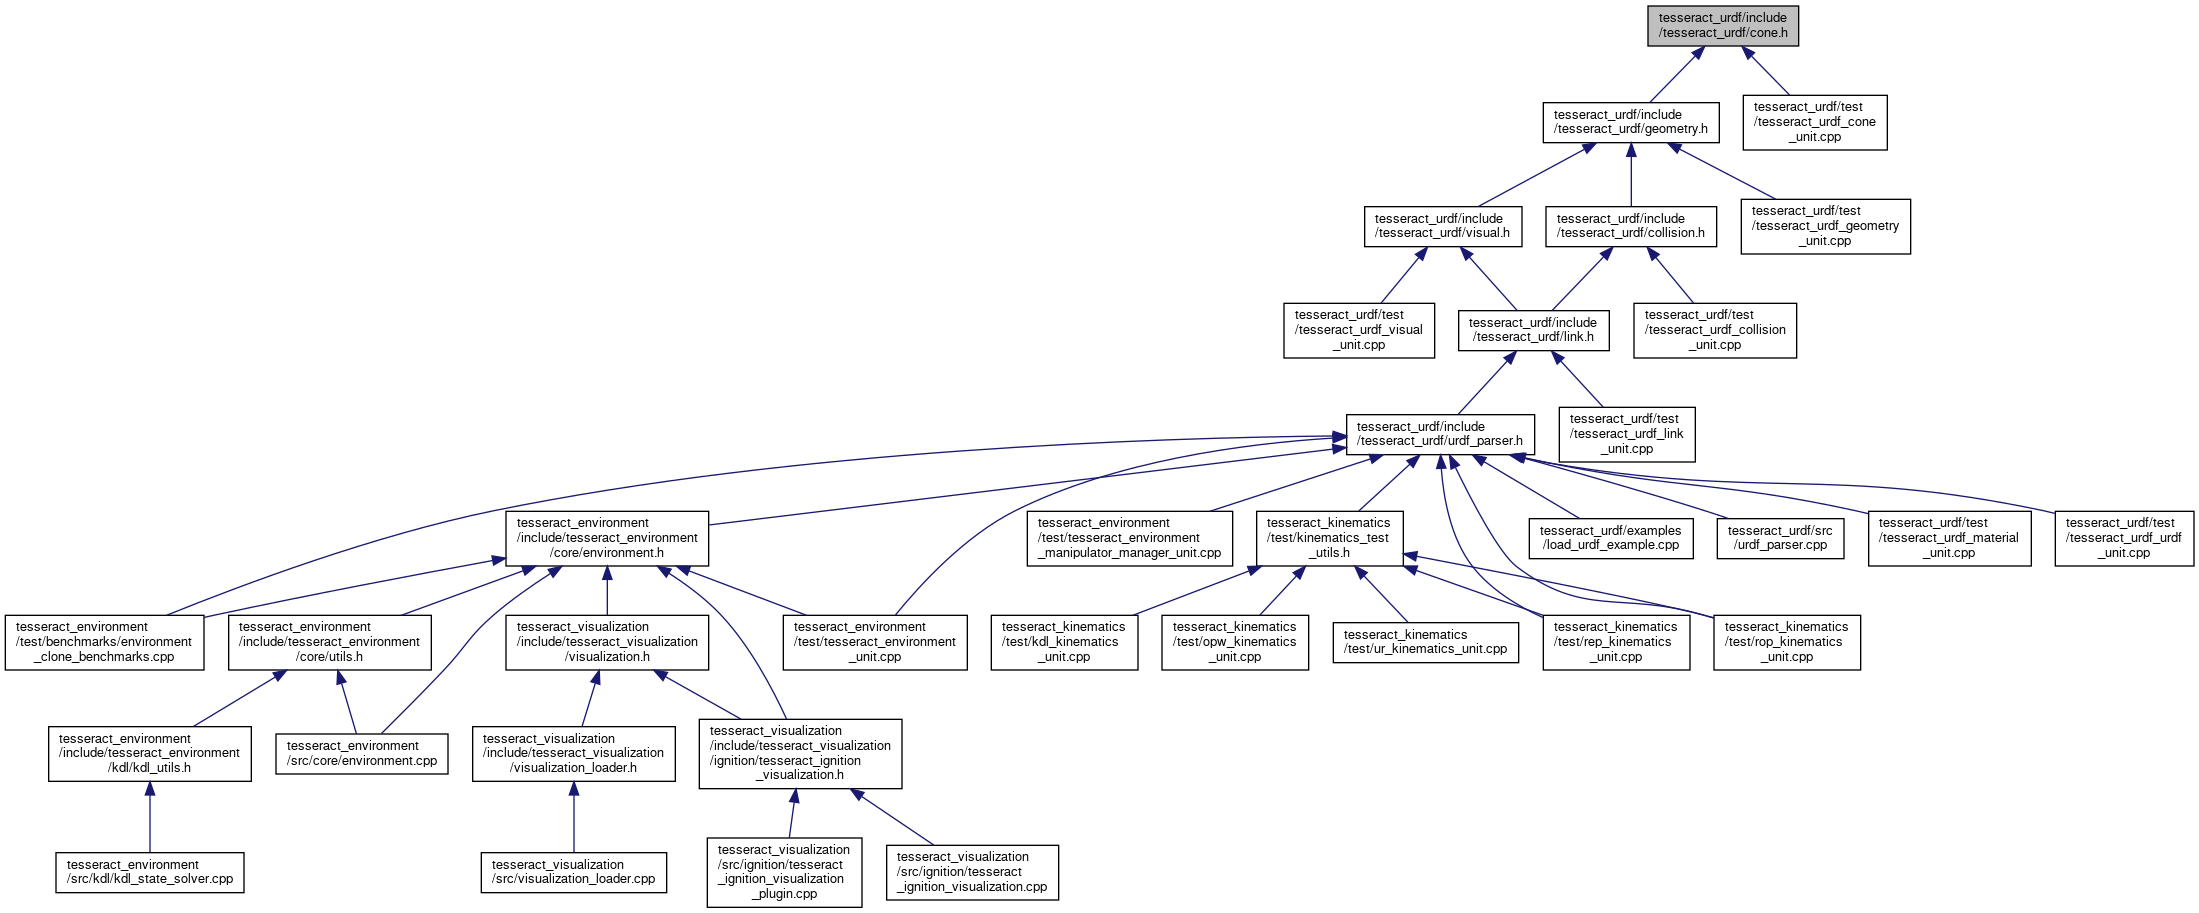 tesseract_urdf/include
/tesseract_urdf/cone.h
tesseract_urdf/include
/tesseract_urdf/geometry.h
tesseract_urdf/test
/tesseract_urdf_cone
_unit.cpp
tesseract_urdf/include
/tesseract_urdf/visual.h
tesseract_urdf/include
/tesseract_urdf/collision.h
tesseract_urdf/test
/tesseract_urdf_geometry
_unit.cpp
tesseract_urdf/test
/tesseract_urdf_visual
_unit.cpp
tesseract_urdf/include
/tesseract_urdf/link.h
tesseract_urdf/test
/tesseract_urdf_collision
_unit.cpp
tesseract_urdf/include
/tesseract_urdf/urdf_parser.h
tesseract_urdf/test
/tesseract_urdf_link
_unit.cpp
tesseract_environment
/include/tesseract_environment
/core/environment.h
tesseract_environment
/test/tesseract_environment
_manipulator_manager_unit.cpp
tesseract_kinematics
/test/kinematics_test
_utils.h
tesseract_urdf/examples
/load_urdf_example.cpp
tesseract_urdf/src
/urdf_parser.cpp
tesseract_urdf/test
/tesseract_urdf_material
_unit.cpp
tesseract_urdf/test
/tesseract_urdf_urdf
_unit.cpp
tesseract_environment
/test/benchmarks/environment
_clone_benchmarks.cpp
tesseract_environment
/include/tesseract_environment
/core/utils.h
tesseract_visualization
/include/tesseract_visualization
/visualization.h
tesseract_environment
/test/tesseract_environment
_unit.cpp
tesseract_kinematics
/test/kdl_kinematics
_unit.cpp
tesseract_kinematics
/test/opw_kinematics
_unit.cpp
tesseract_kinematics
/test/ur_kinematics_unit.cpp
tesseract_kinematics
/test/rep_kinematics
_unit.cpp
tesseract_kinematics
/test/rop_kinematics
_unit.cpp
tesseract_environment
/include/tesseract_environment
/kdl/kdl_utils.h
tesseract_environment
/src/core/environment.cpp
tesseract_visualization
/include/tesseract_visualization
/visualization_loader.h
tesseract_visualization
/include/tesseract_visualization
/ignition/tesseract_ignition
_visualization.h
tesseract_environment
/src/kdl/kdl_state_solver.cpp
tesseract_visualization
/src/visualization_loader.cpp
tesseract_visualization
/src/ignition/tesseract
_ignition_visualization
_plugin.cpp
tesseract_visualization
/src/ignition/tesseract
_ignition_visualization.cpp